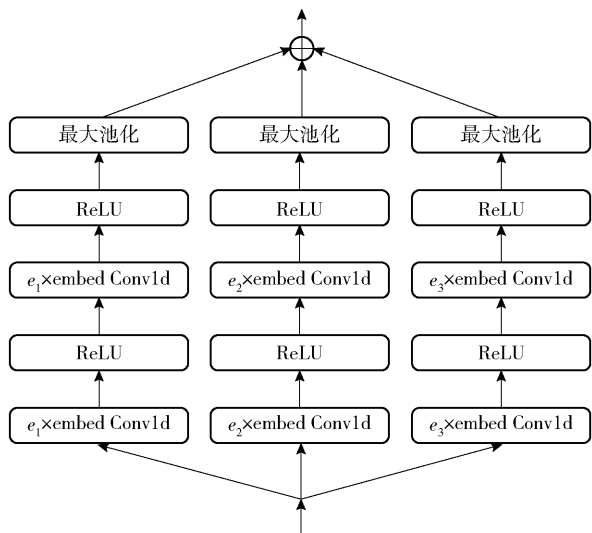 最大池化 最大池化 最大池化
ReLU ReLU ReLU
e₁×embed Conv1d e₂×embed Conv1d e₃×embed Conv1d
ReLU ReLU ReLU
e₁×embed Conv1d e₂×embed Conv1d e₃×embed Conv1d